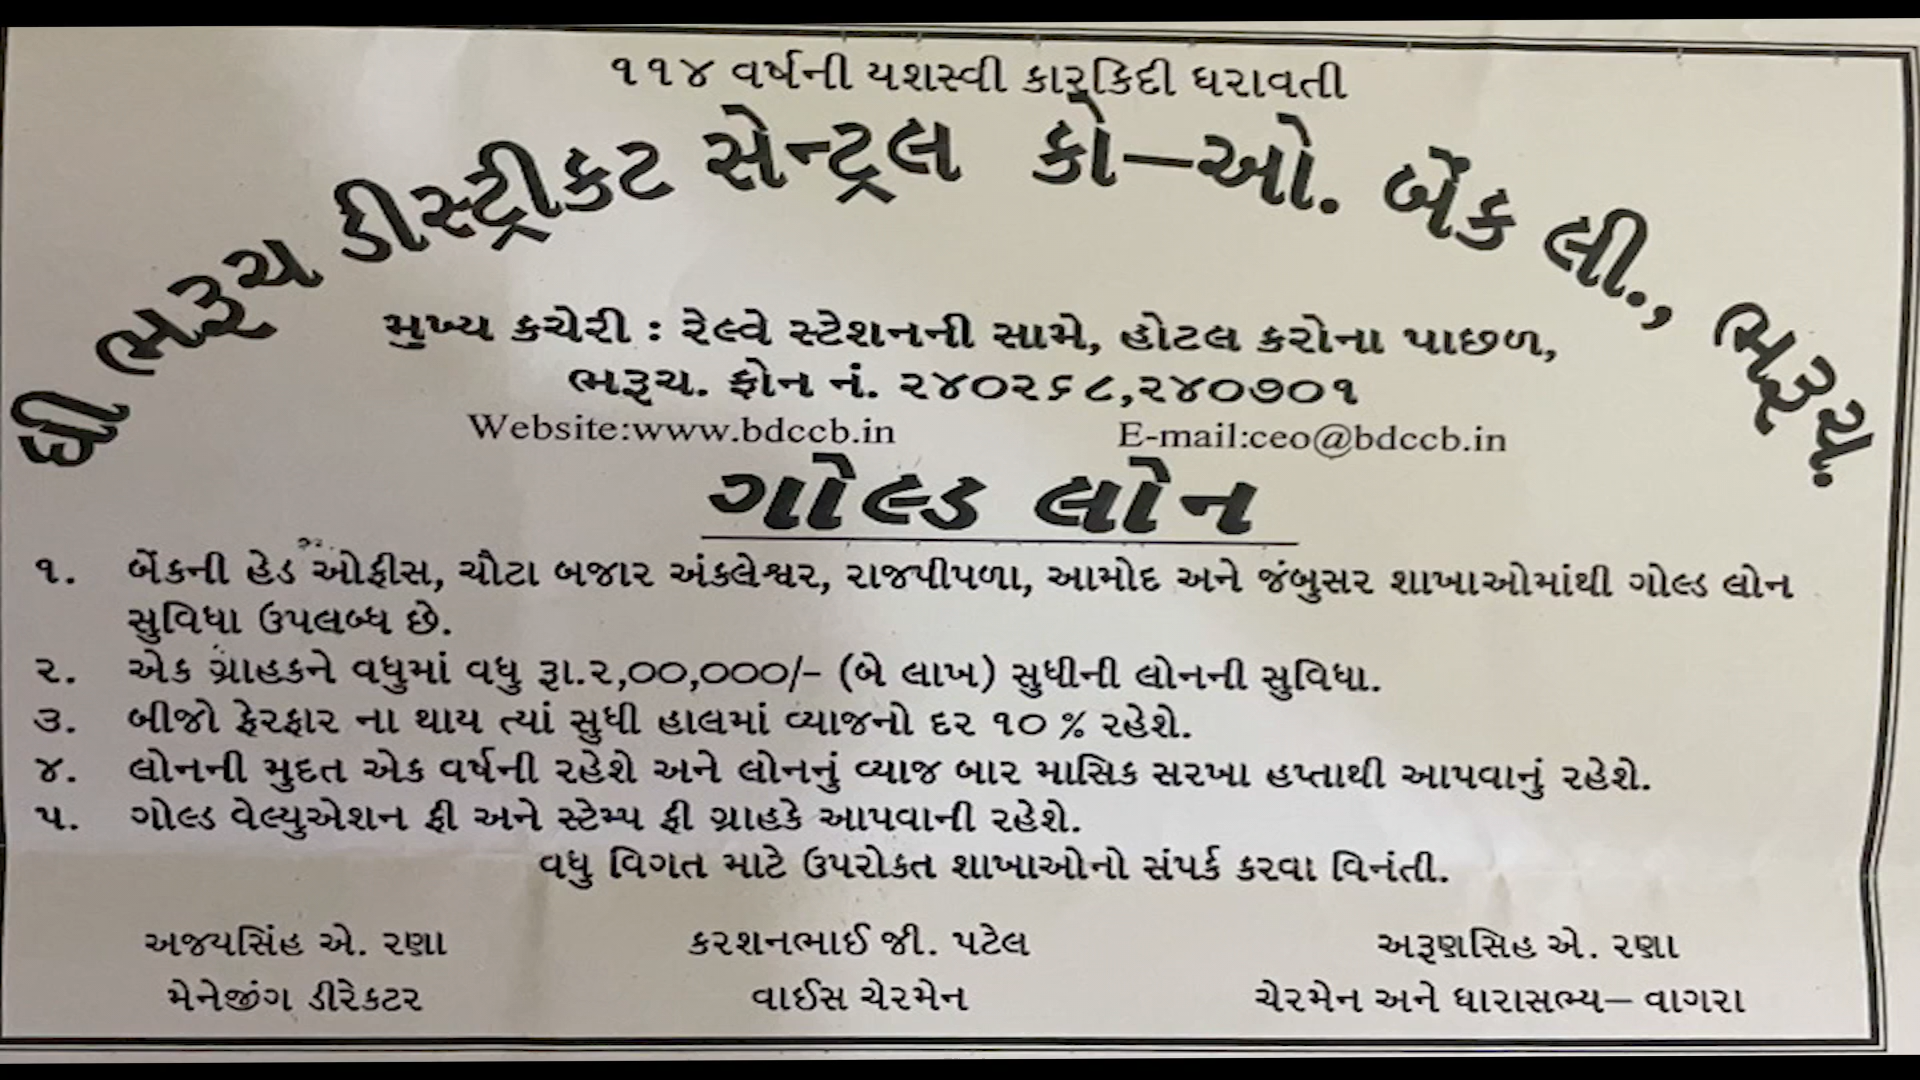 ૧૧૪ વર્ષની યશસ્વી કારકિર્દી ધરાવતી
ધી ભરૂચ ડીસ્ટ્રીકટ સેન્ટ્રલ કો-ઓ. બેંક લી., ભરૂચ.
મુખ્ય કચેરી : રેલ્વે સ્ટેશનની સામે, હોટલ કરોના પાછળ,
ભરૂચ. ફોન નં. ૨૪૦૨૬૮,૨૪૦૭૦૧
Website:www.bdccb.in E-mail:ceo@bdccb.in
ગોલ્ડ લોન
૧. બેંકની હેડ ઓફીસ, ચૌટા બજાર અંકલેશ્વર, રાજપીપળા, આમોદ અને જંબુસર શાખાઓમાંથી ગોલ્ડ લોન
સુવિધા ઉપલબ્ધ છે.
૨. એક ગ્રાહકને વધુમાં વધુ રૂા.૨,૦૦,૦૦૦/- (બે લાખ) સુધીની લોનની સુવિધા.
૩. બીજો ફેરફાર ના થાય ત્યાં સુધી હાલમાં વ્યાજનો દર ૧૦ % રહેશે.
૪. લોનની મુદત એક વર્ષની રહેશે અને લોનનું વ્યાજ બાર માસિક સરખા હપ્તાથી આપવાનું રહેશે.
૫. ગોલ્ડ વેલ્યુએશન ફી અને સ્ટેમ્પ ફી ગ્રાહકે આપવાની રહેશે.
વધુ વિગત માટે ઉપરોકત શાખાઓનો સંપર્ક કરવા વિનંતી.
અજયસિંહ એ. રણા કરશનભાઈ જી. પટેલ અરૂણસિહ એ. રણા
મેનેજીંગ ડીરેકટર વાઈસ ચેરમેન ચેરમેન અને ધારાસભ્ય– વાગરા